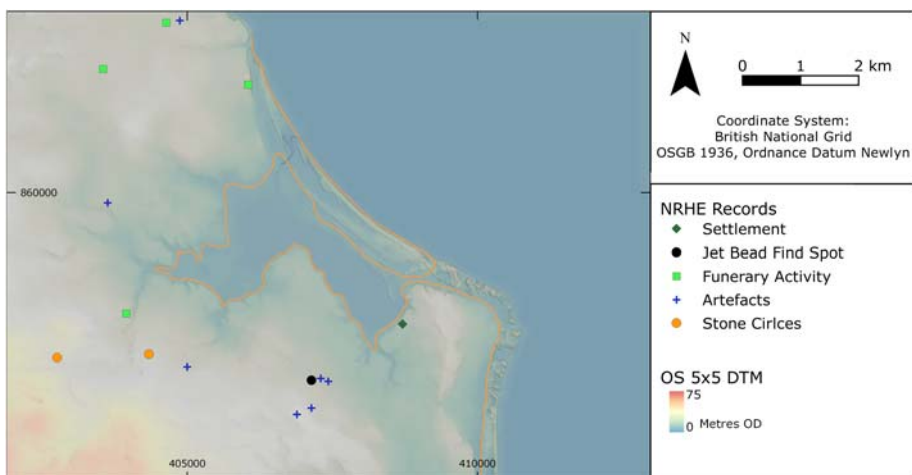 N
0 1 2 km
Coordinate System:
British National Grid
OSGB 1936, Ordnance Datum Newlyn
860000
405000
410000
NRHE Records
Settlement
Jet Bead Find Spot
Funerary Activity
Artefacts
Stone Cirlces
OS 5x5 DTM
75
0 Metres OD